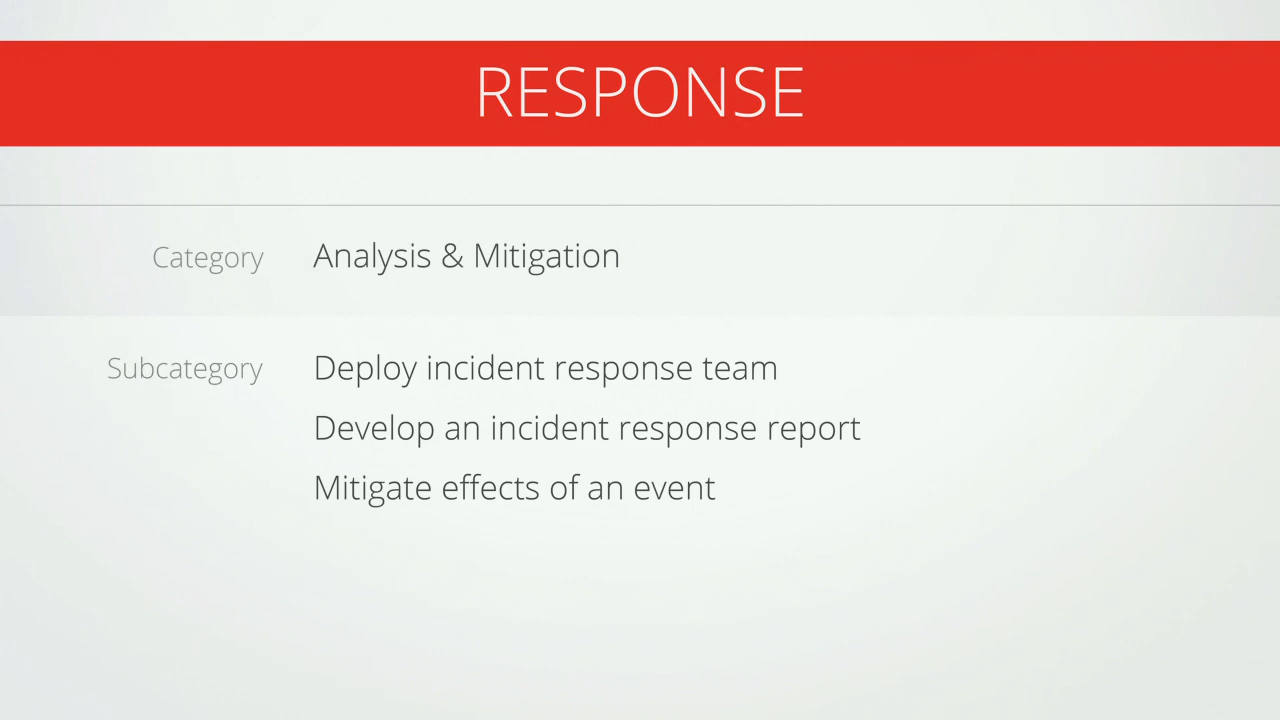 RESPONSE
Category Analysis & Mitigation
Subcategory Deploy incident response team
Develop an incident response report
Mitigate effects of an event